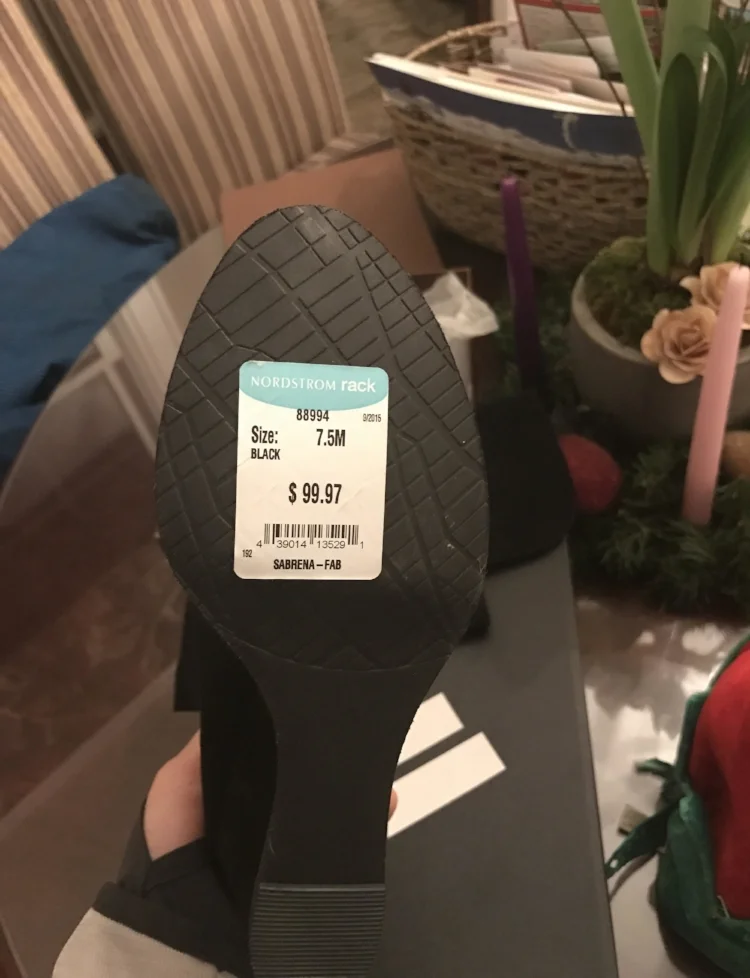 NORDSTROM rack
88994 9/2015
Size: 7.5M
BLACK
$ 99.97
4 39014 13529 1
192
SABRENA-FAB